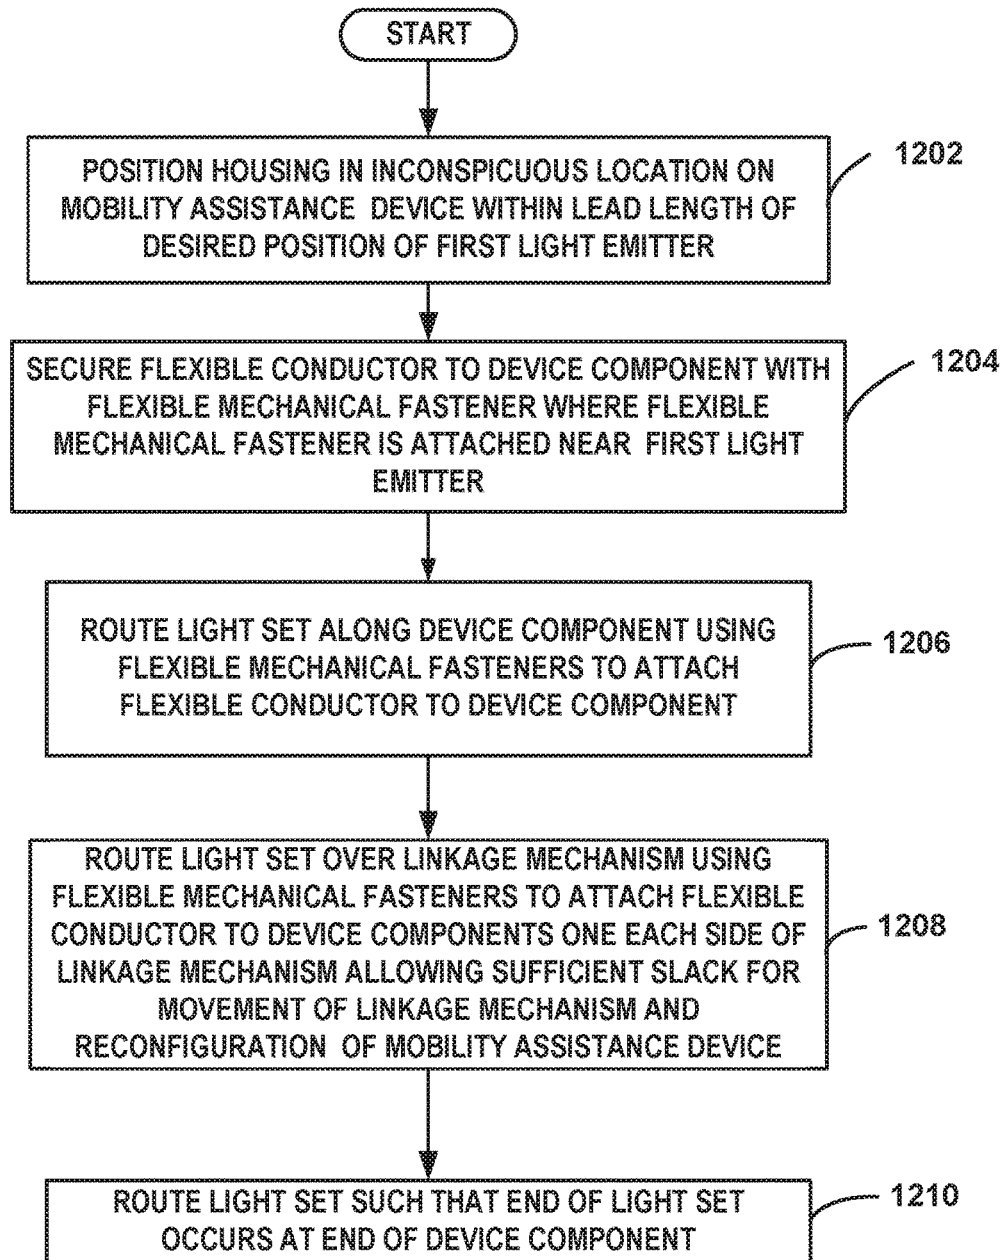 START
POSITION HOUSING IN INCONSPICUOUS LOCATION ON
MOBILITY ASSISTANCE DEVICE WITHIN LEAD LENGTH OF
DESIRED POSITION OF FIRST LIGHT EMITTER
1202
SECURE FLEXIBLE CONDUCTOR TO DEVICE COMPONENT WITH
FLEXIBLE MECHANICAL FASTENER WHERE FLEXIBLE
MECHANICAL FASTENER IS ATTACHED NEAR FIRST LIGHT
EMITTER
1204
ROUTE LIGHT SET ALONG DEVICE COMPONENT USING
FLEXIBLE MECHANICAL FASTENERS TO ATTACH
FLEXIBLE CONDUCTOR TO DEVICE COMPONENT
1206
ROUTE LIGHT SET OVER LINKAGE MECHANISM USING
FLEXIBLE MECHANICAL FASTENERS TO ATTACH FLEXIBLE
CONDUCTOR TO DEVICE COMPONENTS ONE EACH SIDE OF
LINKAGE MECHANISM ALLOWING SUFFICIENT SLACK FOR
MOVEMENT OF LINKAGE MECHANISM AND
RECONFIGURATION OF MOBILITY ASSISTANCE DEVICE
1208
ROUTE LIGHT SET SUCH THAT END OF LIGHT SET
OCCURS AT END OF DEVICE COMPONENT
1210